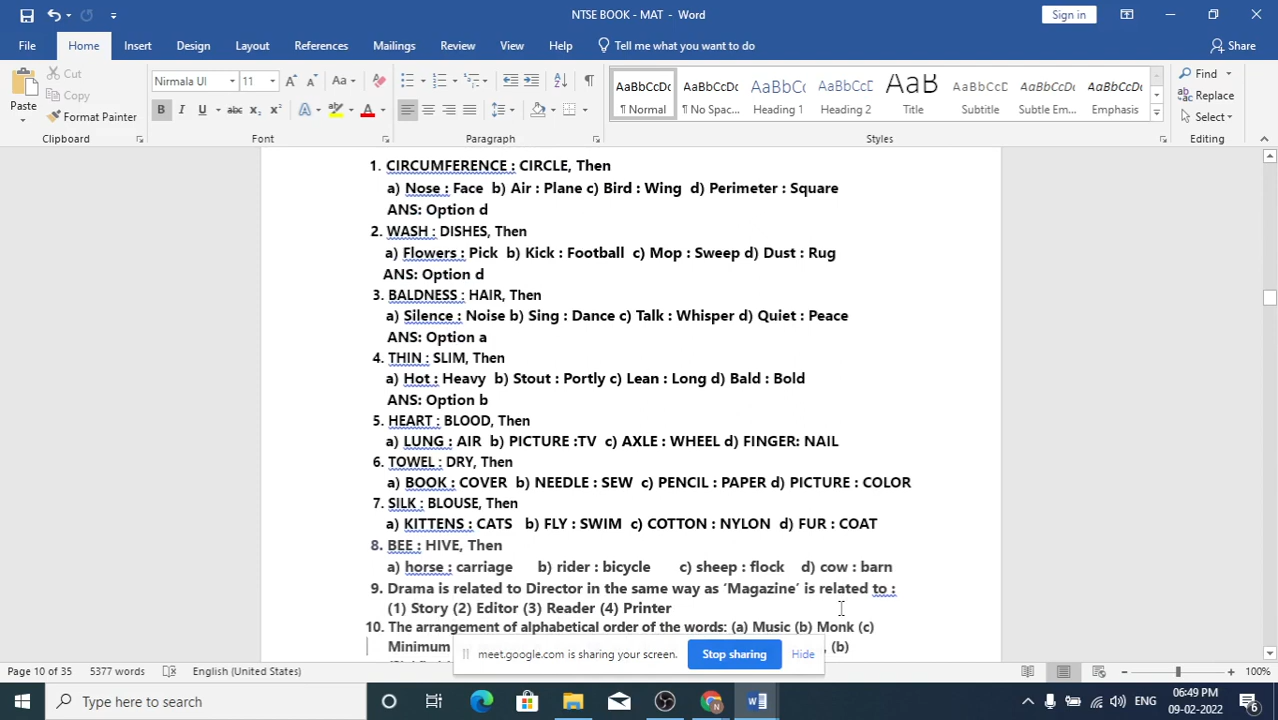 NTSE BOOK - MAT - Word
Sign in
File Home Insert Design Layout References Mailings Review View Help Tell me what you want to do Share
Paste
Cut
Copy
Format Painter
Clipboard
Nirmala UI 11
Font
Paragraph
AaBbCcDc AaBbCcDc AaBbCc AaBbCcD AaB AaBbCcD AaBbCcDc
¶ Normal ¶ No Spac... Heading 1 Heading 2 Title Subtitle Subtle Em... Emphasis
Styles
Find
Replace
Select
Editing
1. CIRCUMFERENCE : CIRCLE, Then
a) Nose : Face b) Air : Plane c) Bird : Wing d) Perimeter : Square
ANS: Option d
2. WASH : DISHES, Then
a) Flowers : Pick b) Kick : Football c) Mop : Sweep d) Dust : Rug
ANS: Option d
3. BALDNESS : HAIR, Then
a) Silence : Noise b) Sing : Dance c) Talk : Whisper d) Quiet : Peace
ANS: Option a
4. THIN : SLIM, Then
a) Hot : Heavy b) Stout : Portly c) Lean : Long d) Bald : Bold
ANS: Option b
5. HEART : BLOOD, Then
a) LUNG : AIR b) PICTURE :TV c) AXLE : WHEEL d) FINGER: NAIL
6. TOWEL : DRY, Then
a) BOOK : COVER b) NEEDLE : SEW c) PENCIL : PAPER d) PICTURE : COLOR
7. SILK : BLOUSE, Then
a) KITTENS : CATS b) FLY : SWIM c) COTTON : NYLON d) FUR : COAT
8. BEE : HIVE, Then
a) horse : carriage b) rider : bicycle c) sheep : flock d) cow : barn
9. Drama is related to Director in the same way as ‘Magazine’ is related to :
(1) Story (2) Editor (3) Reader (4) Printer
10. The arrangement of alphabetical order of the words: (a) Music (b) Monk (c)
Minimum , (b)
meet.google.com is sharing your screen. Stop sharing Hide
Page 10 of 35 5377 words English (United States) 100%
Type here to search
ENG
06:49 PM
09-02-2022
6